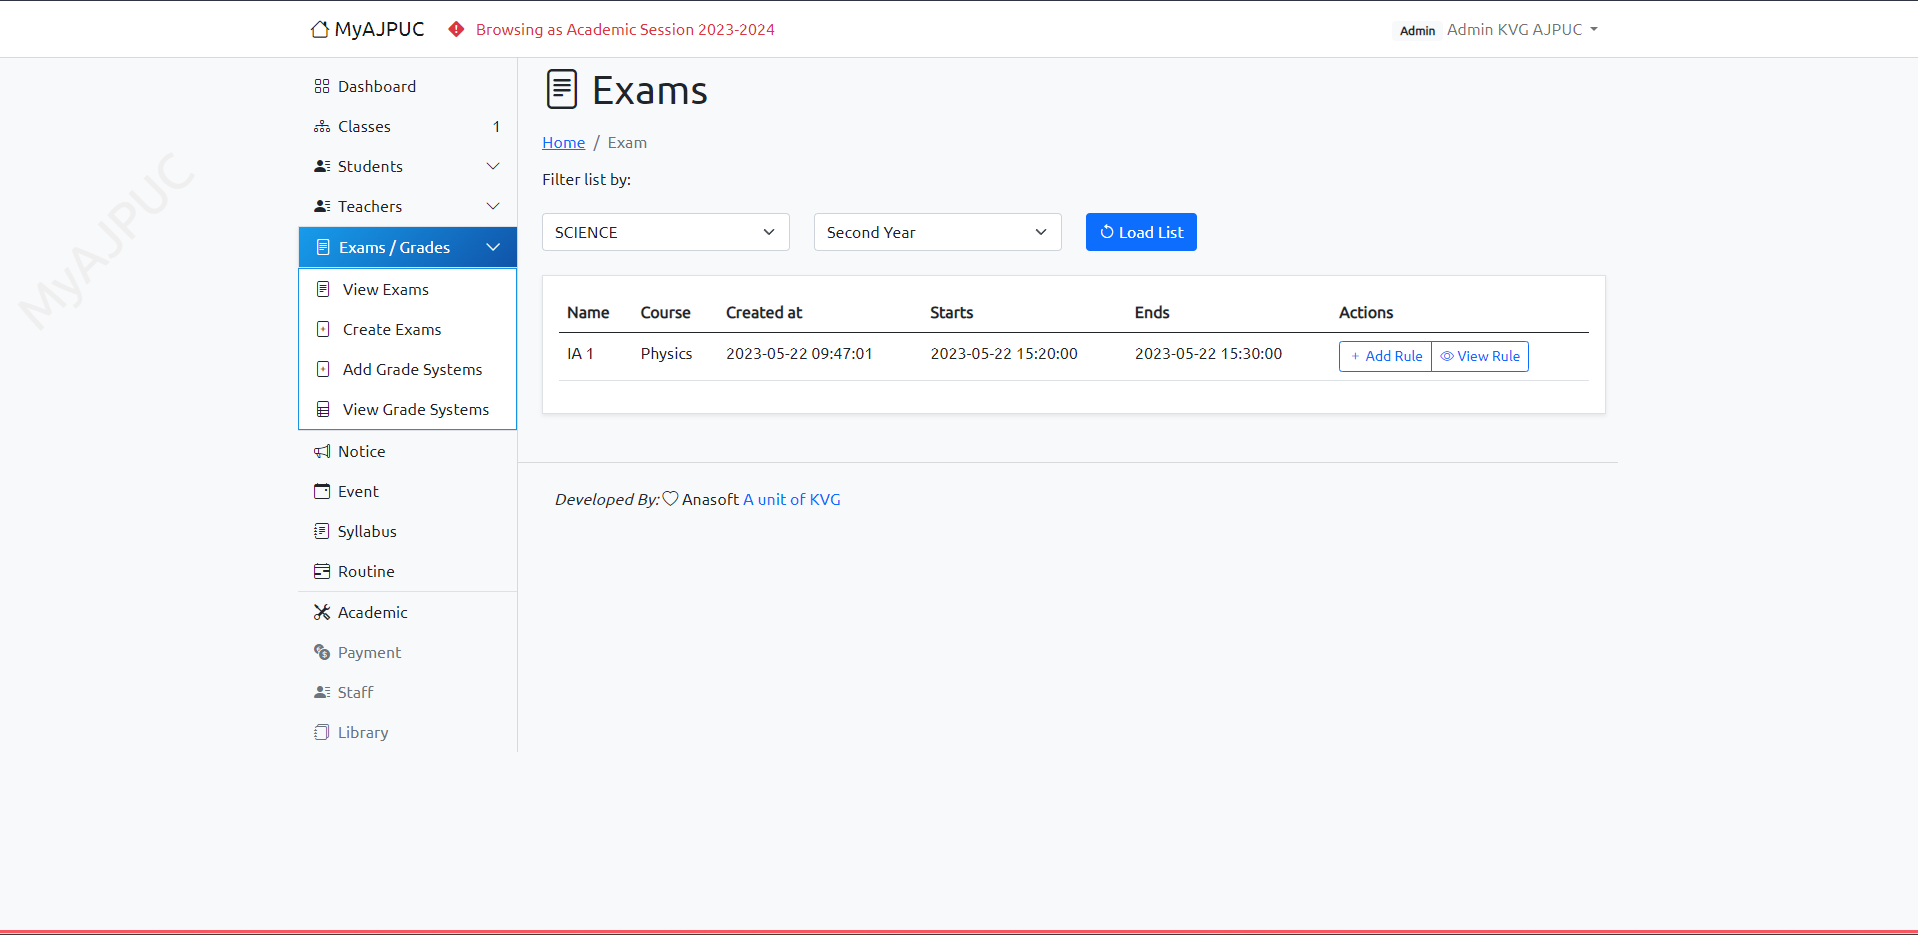 MyAJPUC Browsing as Academic Session 2023-2024 Admin Admin KVG AJPUC
Dashboard
Classes 1
Students
Teachers
Exams / Grades
View Exams
Create Exams
Add Grade Systems
View Grade Systems
Notice
Event
Syllabus
Routine
Academic
Payment
Staff
Library
MyAJPUC
Exams
Home / Exam
Filter list by:
SCIENCE Second Year Load List
Name Course Created at Starts Ends Actions
IA 1 Physics 2023-05-22 09:47:01 2023-05-22 15:20:00 2023-05-22 15:30:00 + Add Rule View Rule
Developed By: Anasoft A unit of KVG